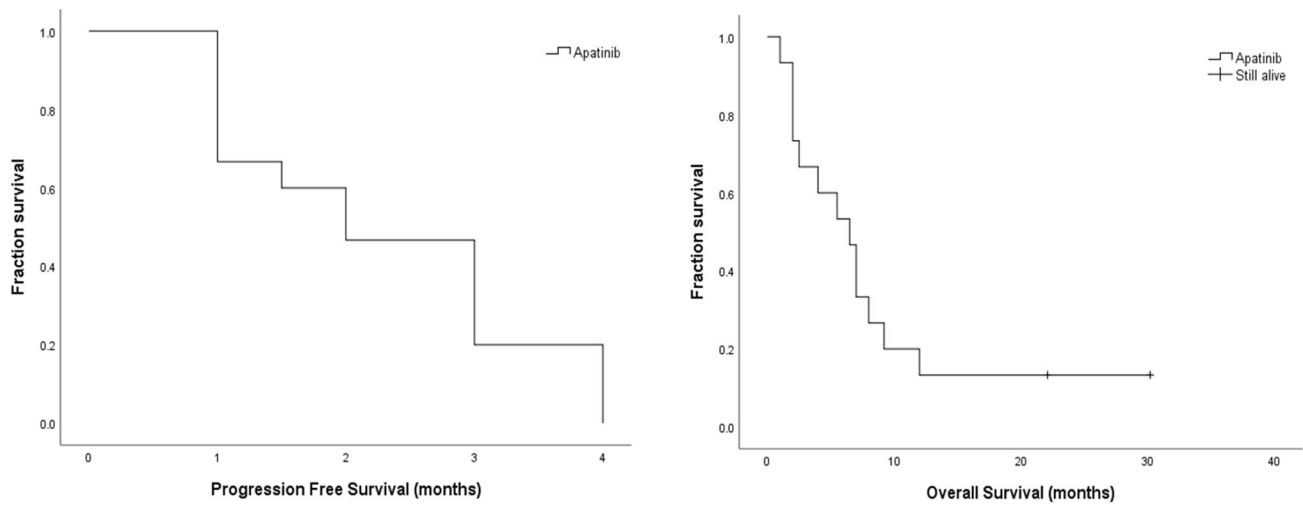 Apatinib
Fraction survival
1.0
0.8
0.6
0.4
0.2
0.0
0 1 2 3 4
Progression Free Survival (months)
Apatinib
Still alive
Fraction survival
1.0
0.8
0.6
0.4
0.2
0.0
0 10 20 30 40
Overall Survival (months)